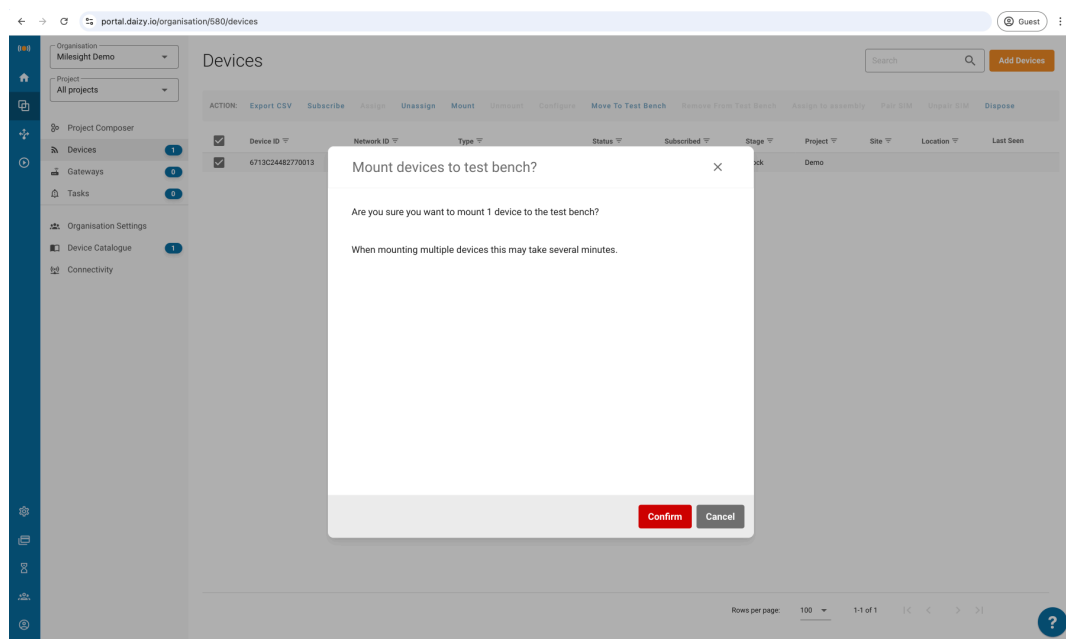 portal.daizy.io/organisation/580/devices
Guest
Organisation
Milesight Demo
Project
All projects
Project Composer
Devices 1
Gateways 0
Tasks 0
Organisation Settings
Device Catalogue 1
Connectivity
Devices
Search
Add Devices
ACTION: Export CSV Subscribe Assign Unassign Mount Unmount Configure Move To Test Bench Remove From Test Bench Assign to assembly Pair SIM Unpair SIM Dispose
Device ID Network ID Type Status Subscribed Stage Project Site Location Last Seen
6713C24482770013 Demo
Mount devices to test bench?
Are you sure you want to mount 1 device to the test bench?
When mounting multiple devices this may take several minutes.
Confirm Cancel
Rows per page: 100 1-1 of 1
?